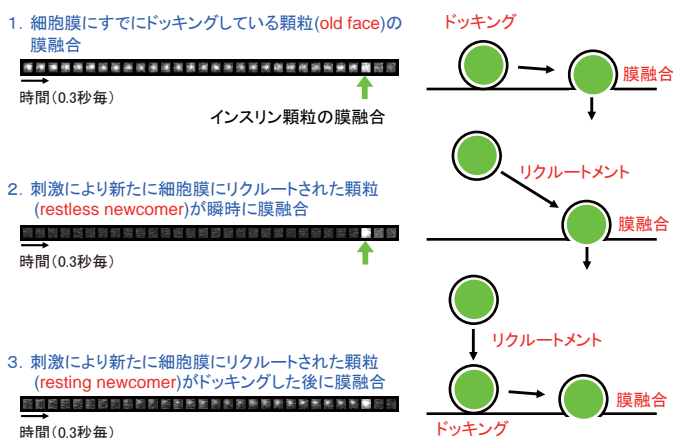 1. 細胞膜にすでにドッキングしている顆粒(old face)の
膜融合
時間(0.3秒毎)
インスリン顆粒の膜融合
ドッキング
膜融合
2. 刺激により新たに細胞膜にリクルートされた顆粒
(restless newcomer)が瞬時に膜融合
時間(0.3秒毎)
リクルートメント
膜融合
3. 刺激により新たに細胞膜にリクルートされた顆粒
(resting newcomer)がドッキングした後に膜融合
時間(0.3秒毎)
リクルートメント
膜融合
ドッキング